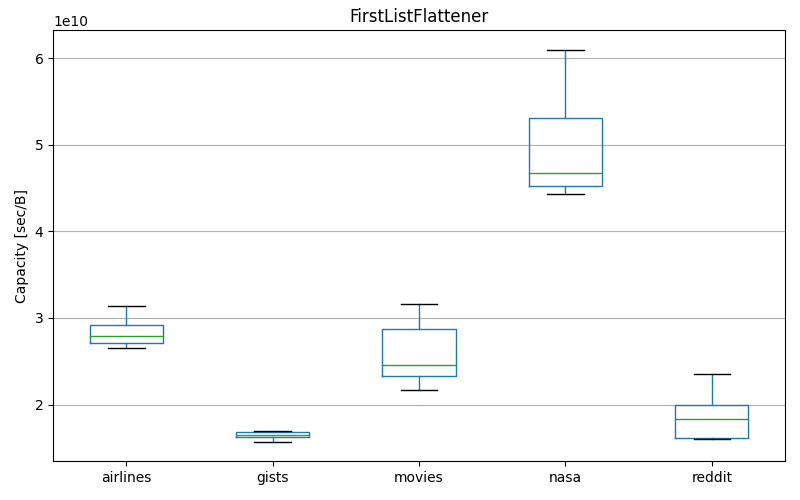 FirstListFlattener
1e10
6
5
4
3
2
Capacity [sec/B]
airlines gists movies nasa reddit